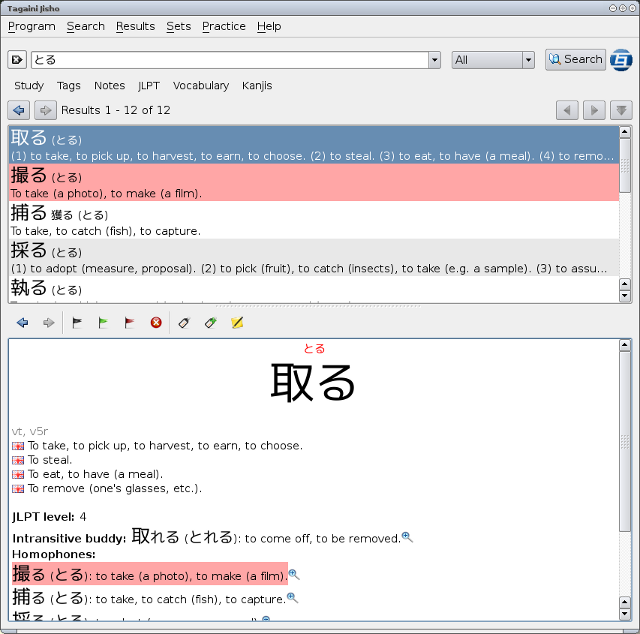 Tagaini Jisho
Program Search Results Sets Practice Help
とる All Search
Study Tags Notes JLPT Vocabulary Kanjis
Results 1 - 12 of 12
取る (とる)
(1) to take, to pick up, to harvest, to earn, to choose. (2) to steal. (3) to eat, to have (a meal). (4) to remo...
撮る (とる)
To take (a photo), to make (a film).
捕る 獲る (とる)
To take, to catch (fish), to capture.
採る (とる)
(1) to adopt (measure, proposal). (2) to pick (fruit), to catch (insects), to take (e.g. a sample). (3) to assu...
執る (とる)
とる
取る
vt, v5r
To take, to pick up, to harvest, to earn, to choose.
To steal.
To eat, to have (a meal).
To remove (one's glasses, etc.).
JLPT level: 4
Intransitive buddy: 取れる (とれる): to come off, to be removed.
Homophones:
撮る (とる): to take (a photo), to make (a film).
捕る (とる): to take, to catch (fish), to capture.